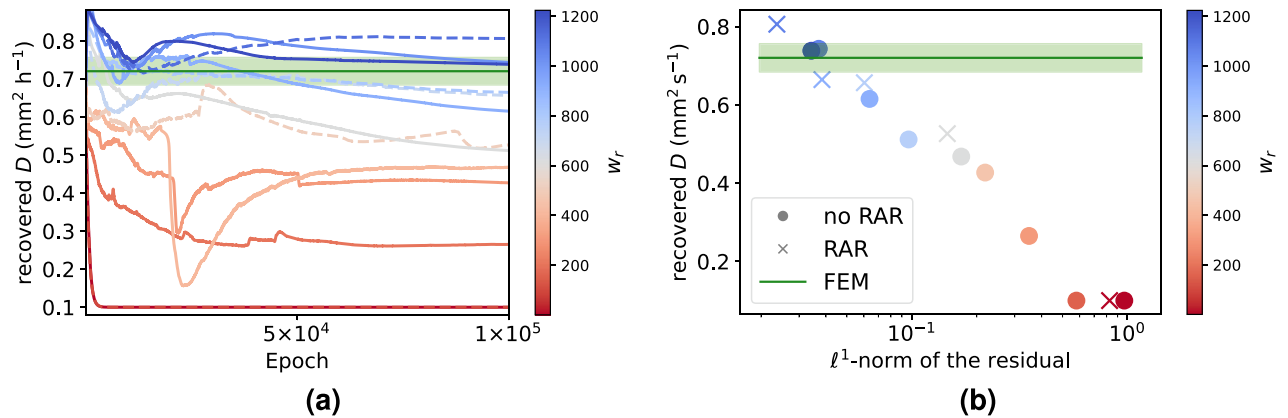 recovered D (mm² h⁻¹)
0.8
0.7
0.6
0.5
0.4
0.3
0.2
0.1
5×10⁴
1×10⁵
Epoch
1200
1000
800
600
400
200
w_r
(a)
recovered D (mm² s⁻¹)
0.8
0.6
0.4
0.2
no RAR
RAR
FEM
10⁻¹
10⁰
ℓ¹-norm of the residual
1200
1000
800
600
400
200
w_r
(b)